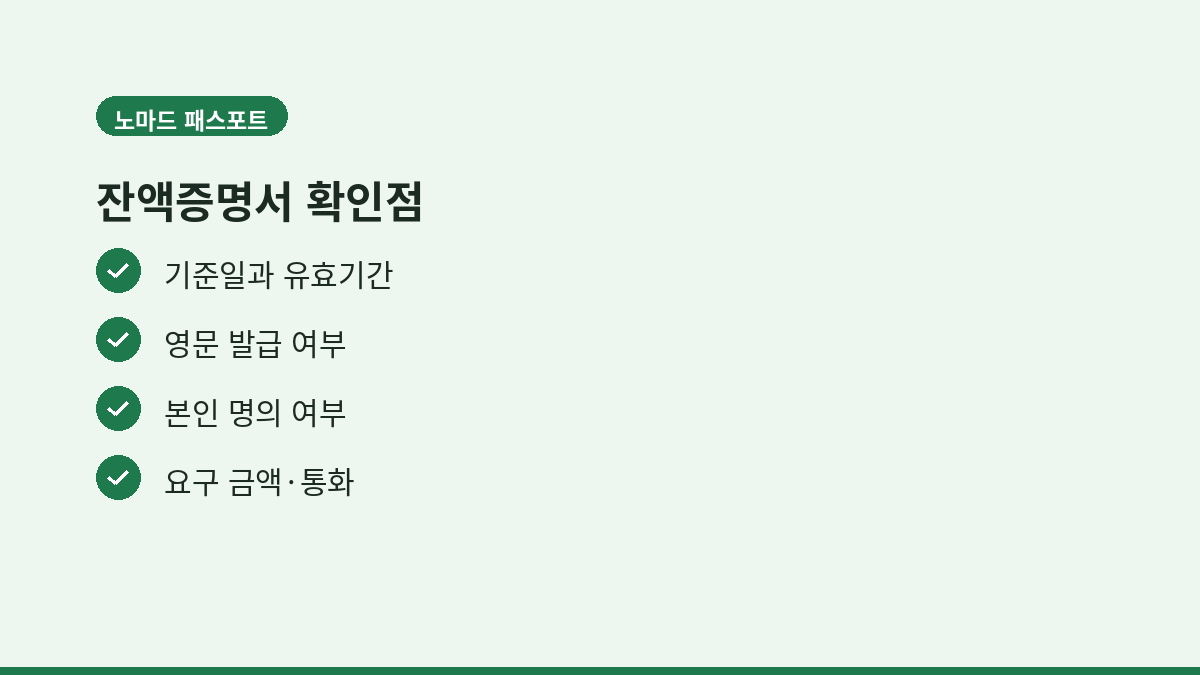 노마드 패스포트
잔액증명서 확인점
기준일과 유효기간
영문 발급 여부
본인 명의 여부
요구 금액·통화